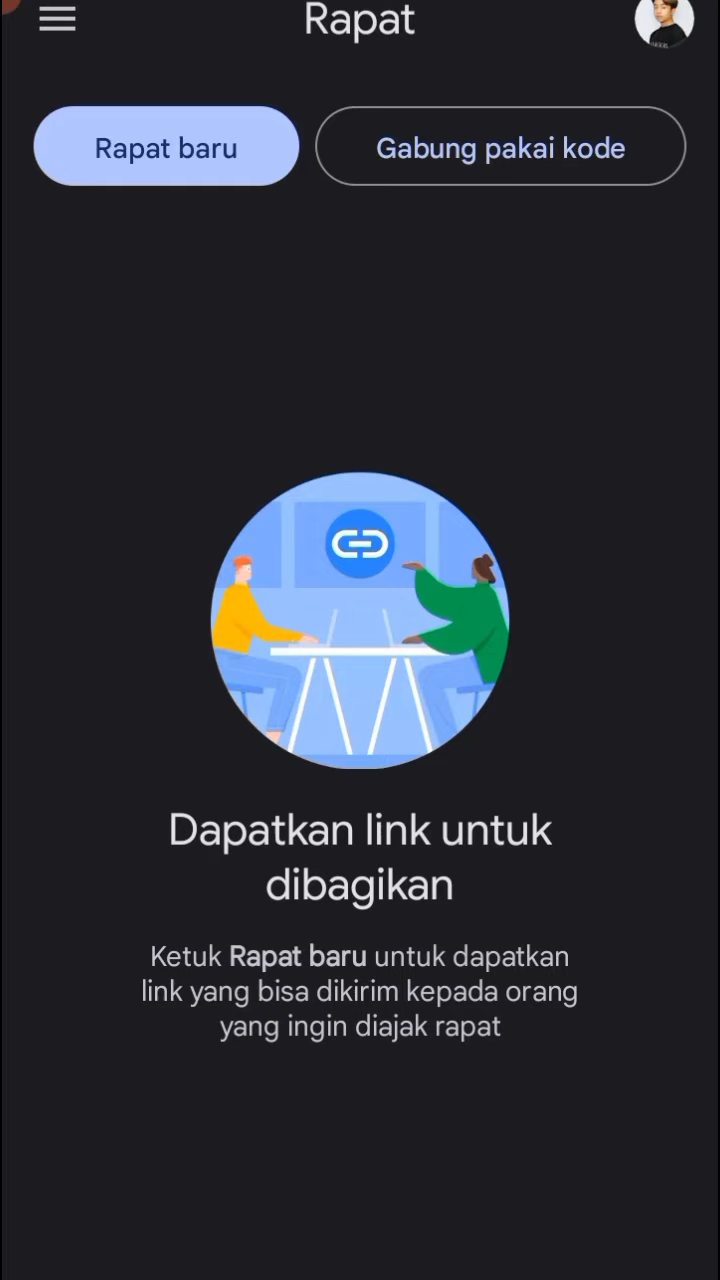 Rapat
Rapat baru
Gabung pakai kode
Dapatkan link untuk
dibagikan
Ketuk Rapat baru untuk dapatkan
link yang bisa dikirim kepada orang
yang ingin diajak rapat